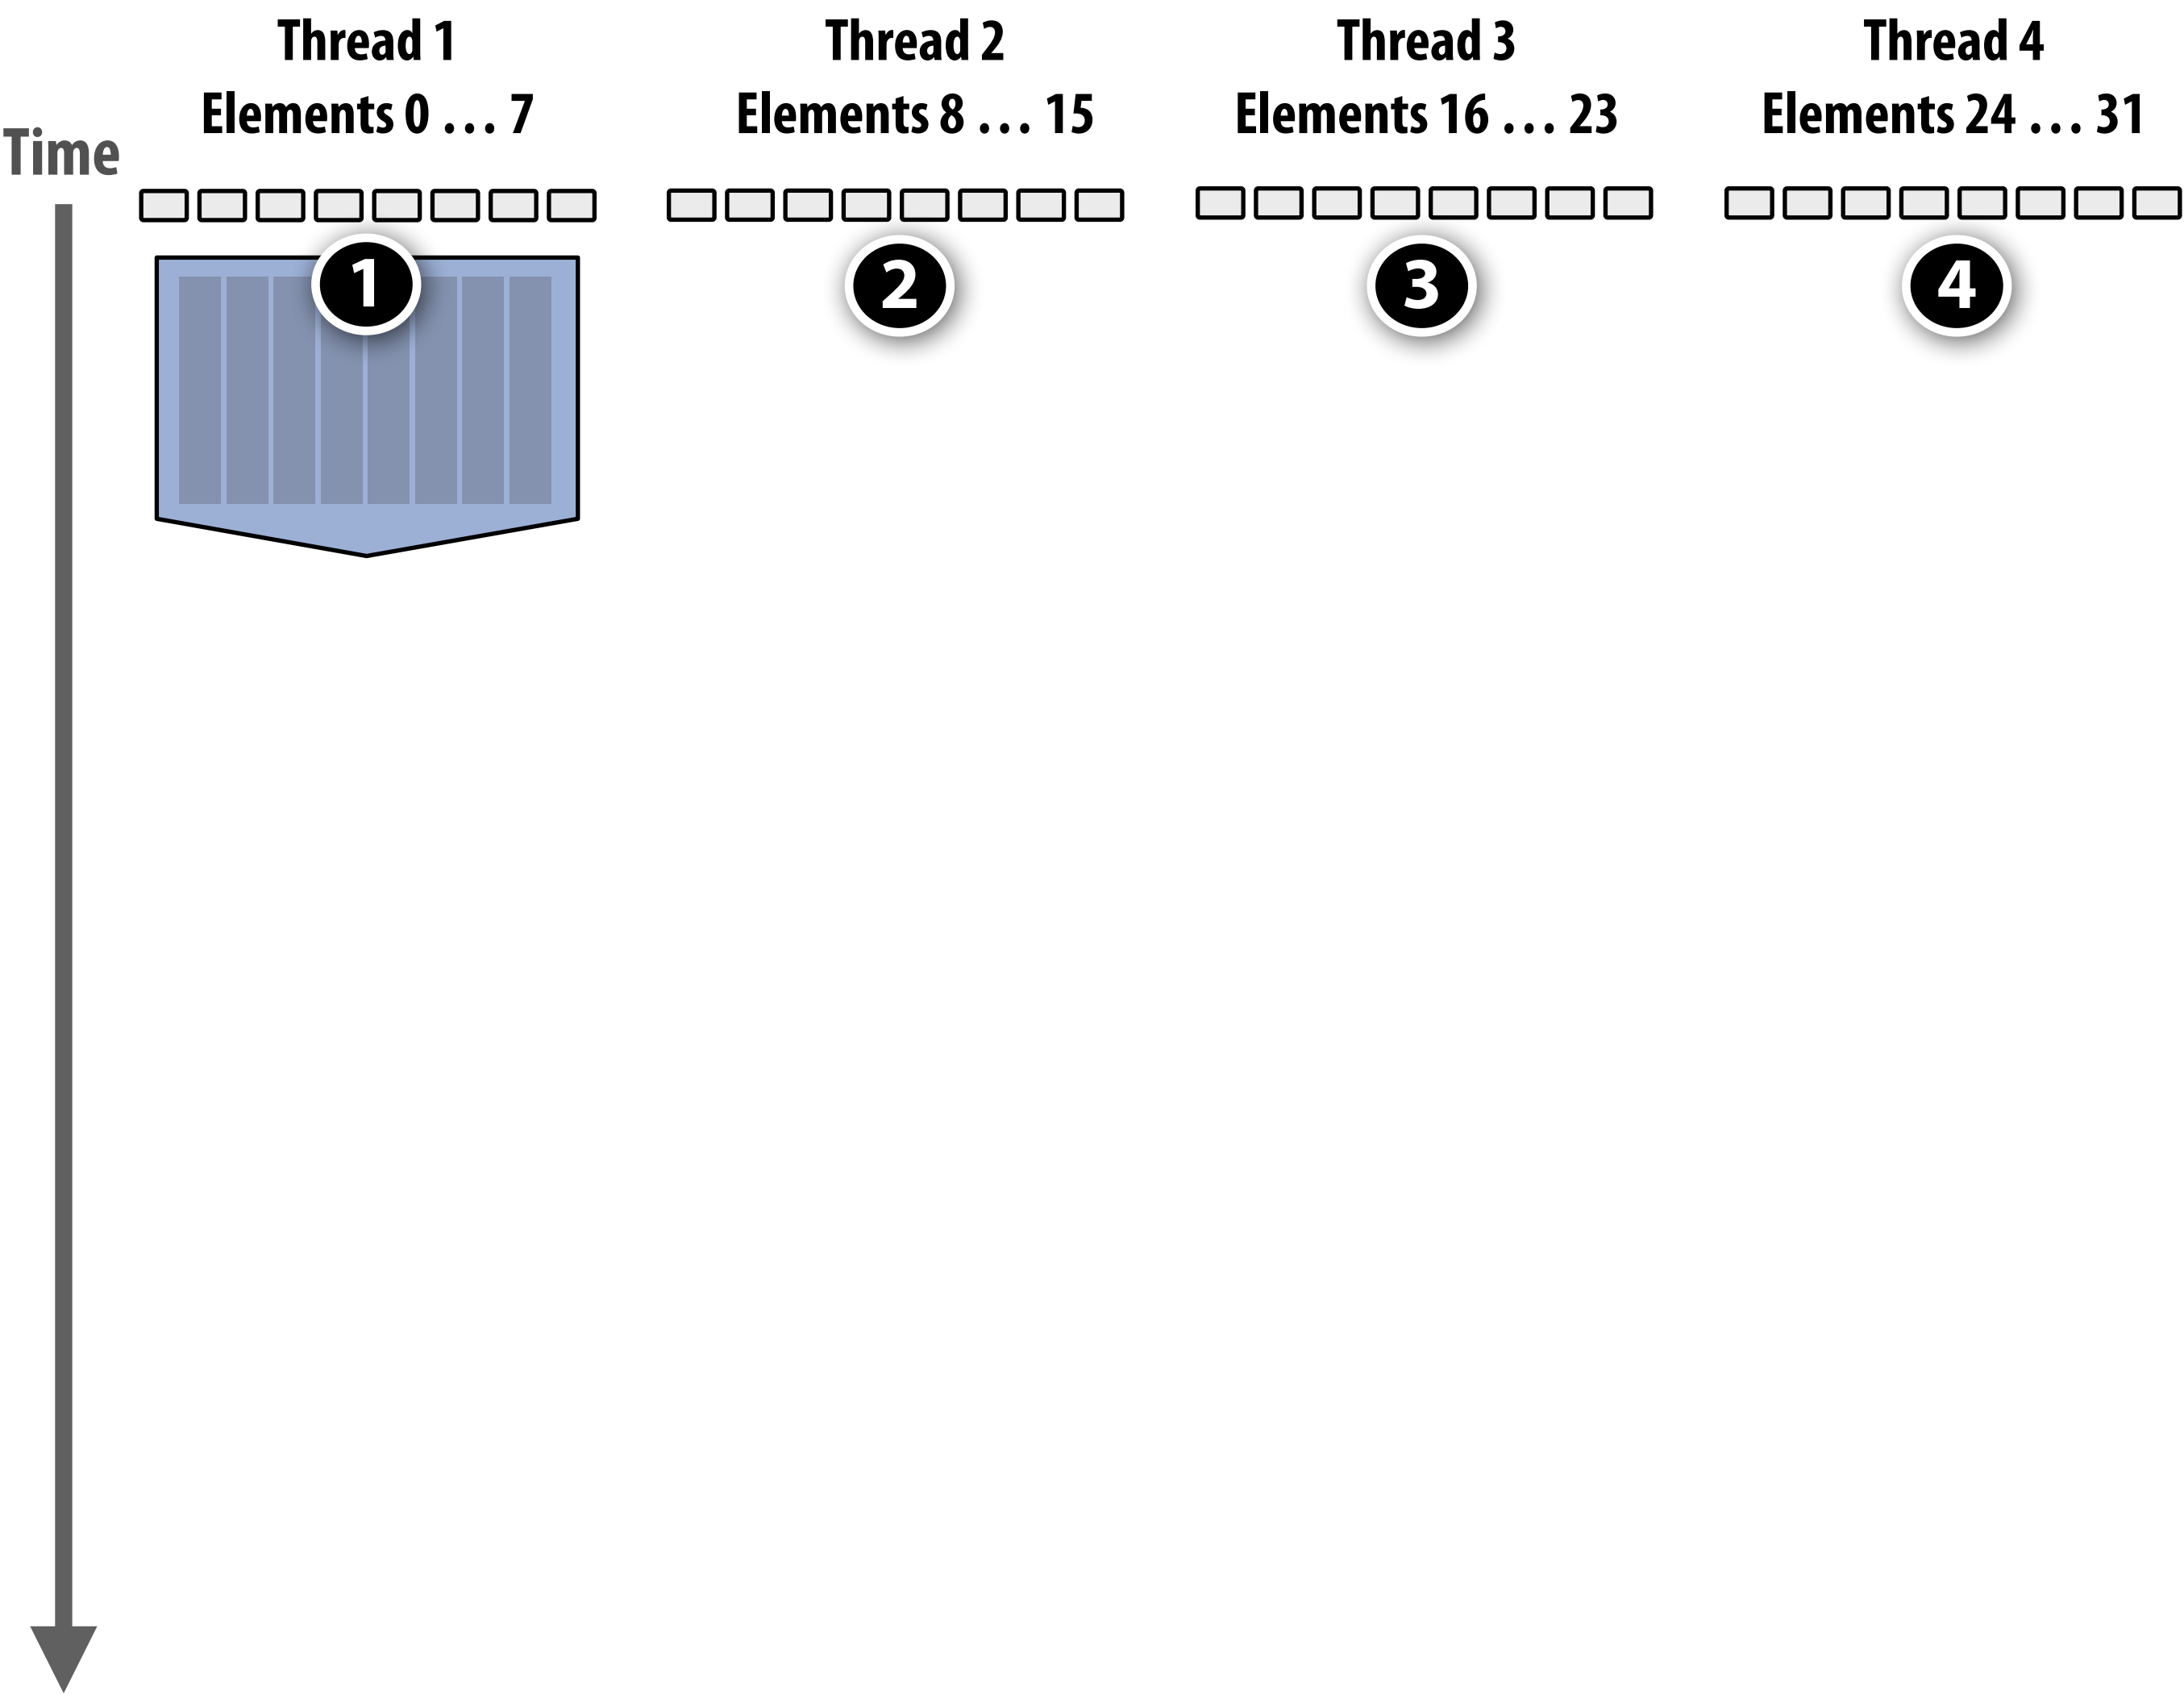 Thread 1
Elements 0 . . . 7
Thread 2
Elements 8 . . . 15
Thread 3
Elements 16 . . . 23
Thread 4
Elements 24 . . . 31
Time
1
2
3
4